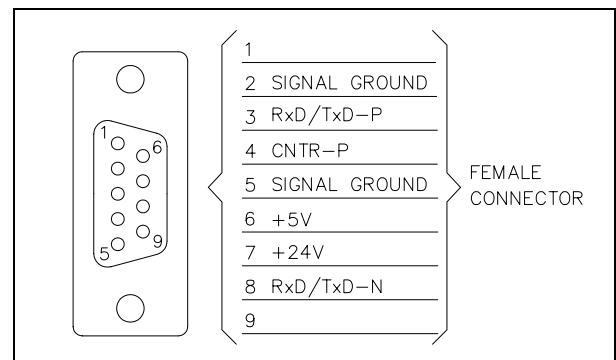 1
6
5
9
1
2 SIGNAL GROUND
3 RxD/TxD-P
4 CNTR-P
5 SIGNAL GROUND
6 +5V
7 +24V
8 RxD/TxD-N
9
FEMALE
CONNECTOR